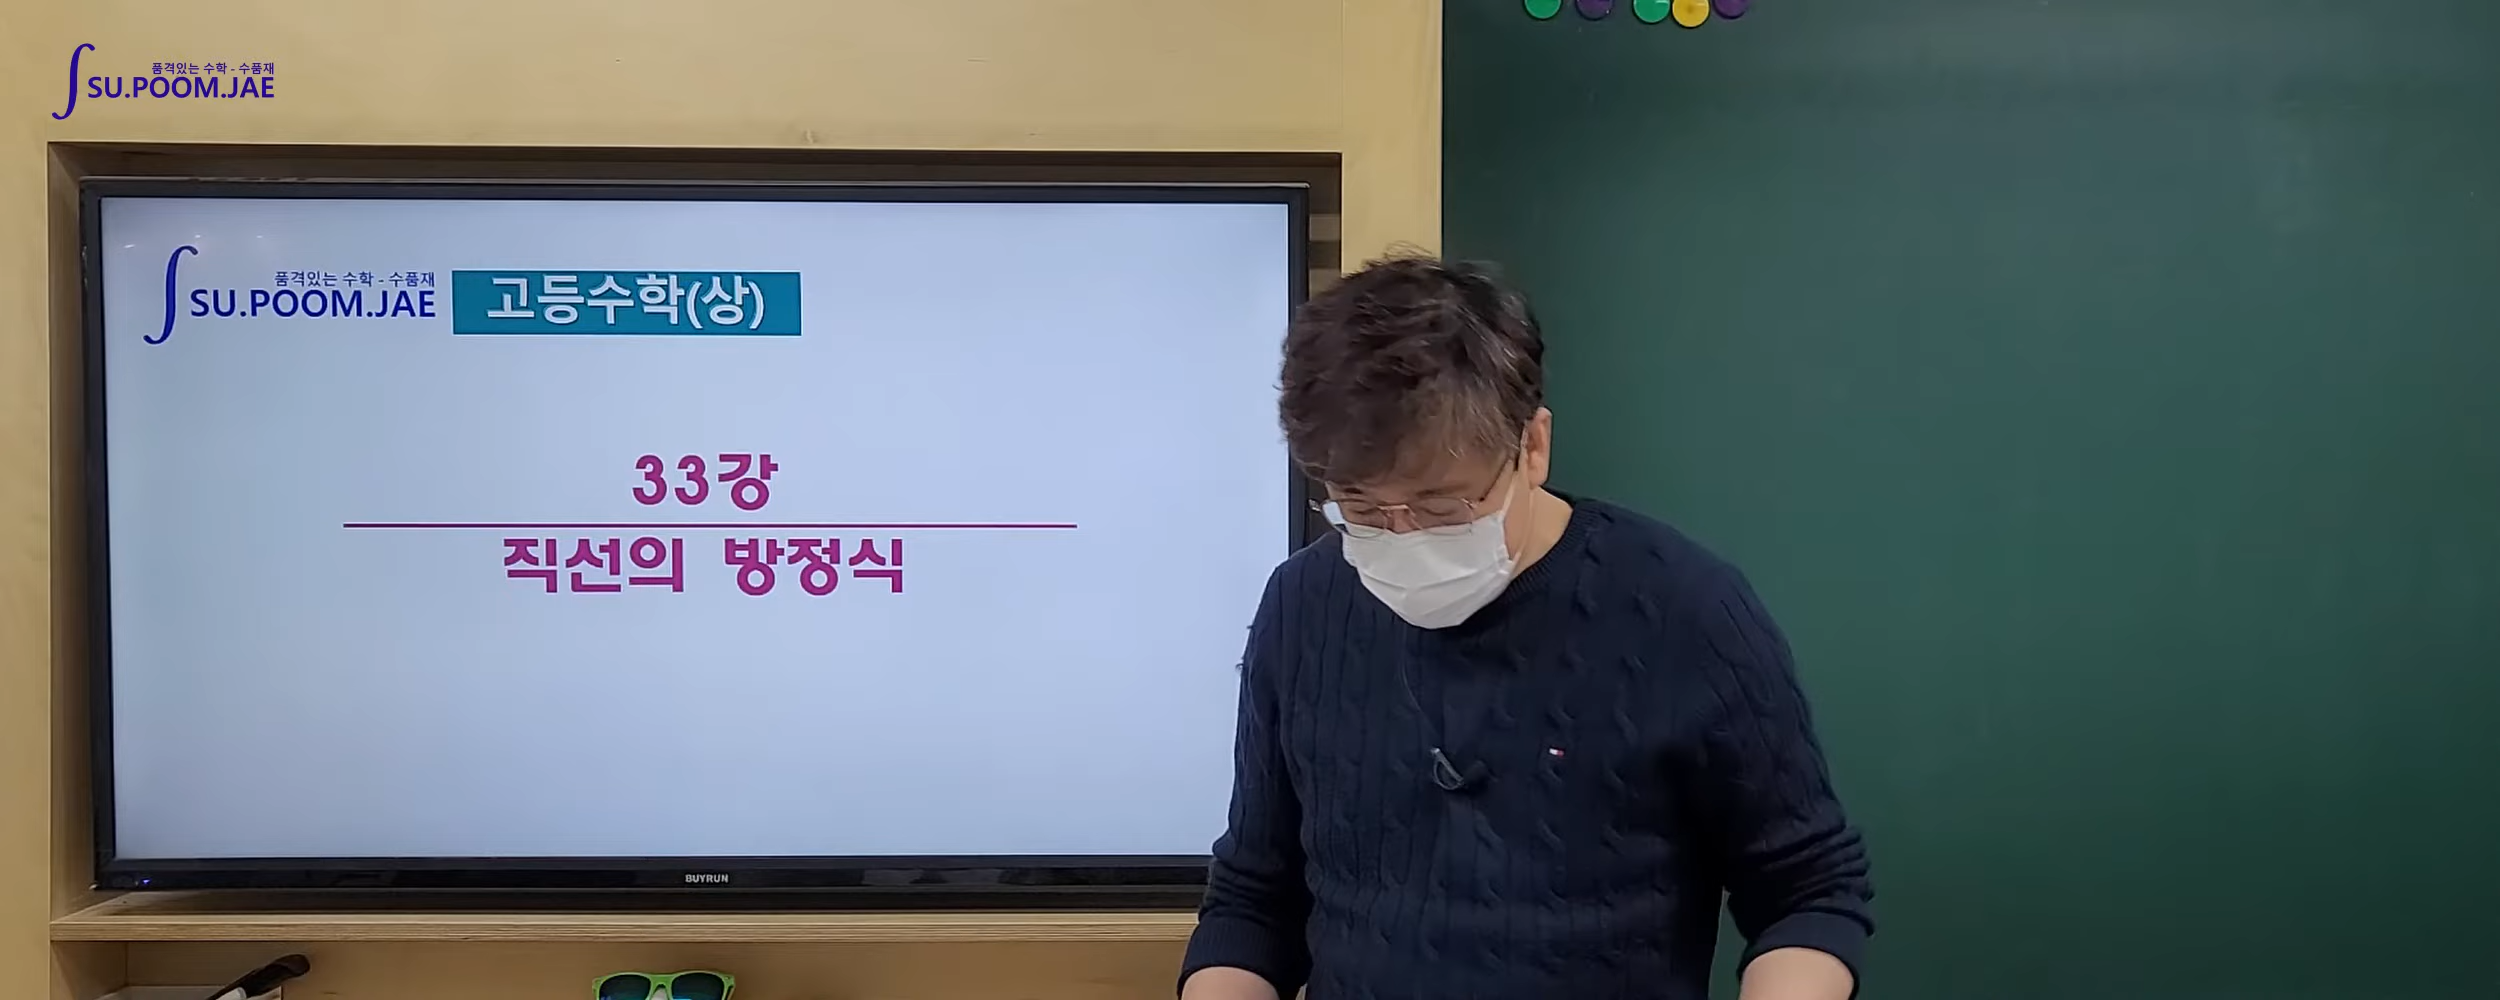 품격있는 수학 - 수품재
SU.POOM.JAE
품격있는 수학 - 수품재
SU.POOM.JAE
고등수학(상)
33강
직선의 방정식
BUYRUN